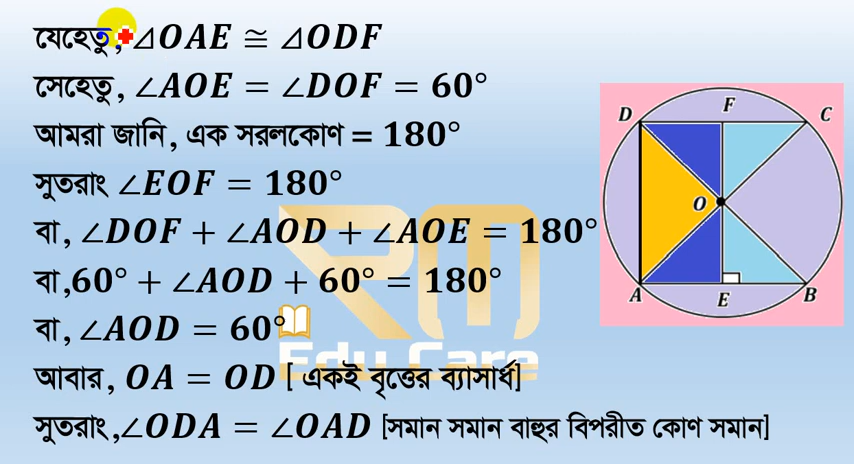 যেহেতু, ⊿OAE ≅ ⊿ODF
সেহেতু, ∠AOE = ∠DOF = 60°
আমরা জানি, এক সরলকোণ = 180°
সুতরাং ∠EOF = 180°
বা, ∠DOF + ∠AOD + ∠AOE = 180°
বা,60° + ∠AOD + 60° = 180°
বা, ∠AOD = 60°
আবার, OA = OD [ একই বৃত্তের ব্যাসার্ধ]
সুতরাং,∠ODA = ∠OAD [সমান সমান বাহুর বিপরীত কোণ সমান]
D F C
O
A E B
RM
Edu Care